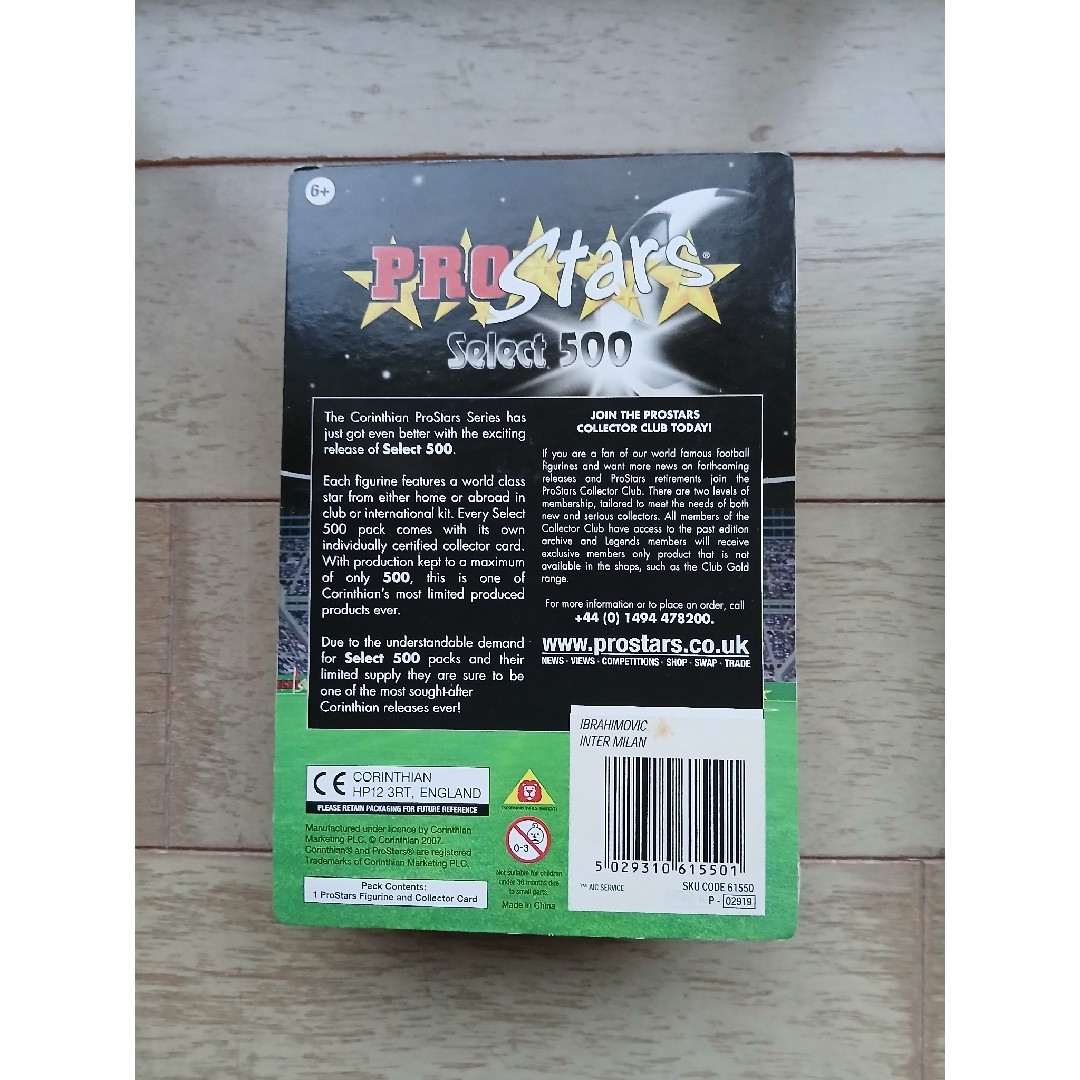 6+
PROStars®
Select 500
The Corinthian ProStars Series has
just got even better with the exciting
release of Select 500.
Each figurine features a world class
star from either home or abroad in
club or international kit. Every Select
500 pack comes with its own
individually certified collector card.
With production kept to a maximum
of only 500, this is one of
Corinthian's most limited produced
products ever.
Due to the understandable demand
for Select 500 packs and their
limited supply they are sure to be
one of the most sought-after
Corinthian releases ever!
JOIN THE PROSTARS
COLLECTOR CLUB TODAY!
If you are a fan of our world famous football
figurines and want more news on forthcoming
releases and ProStars retirements join the
ProStars Collector Club. There are two levels of
membership, tailored to meet the needs of both
new and serious collectors. All members of the
Collector Club have access to the past edition
archive and Legends members will receive
exclusive members only product that is not
available in the shops, such as the Club Gold
range.
For more information or to place an order, call
+44 (0) 1494 478200.
www.prostars.co.uk
NEWS · VIEWS · COMPETITIONS · SHOP · SWAP · TRADE
CE CORINTHIAN
HP12 3RT, ENGLAND
PLEASE RETAIN PACKAGING FOR FUTURE REFERENCE
Manufactured under licence by Corinthian
Marketing PLC. © Corinthian 2007.
Corinthian® and ProStars® are registered
Trademarks of Corinthian Marketing PLC.
Pack Contents:
1 ProStars Figurine and Collector Card
0-3
Not suitable for children
under 36 months due
to small parts.
Made in China
IBRAHIMOVIC
INTER MILAN
5 029310 615501
™ AIC SERVICE
SKU CODE 61550
P - 02919